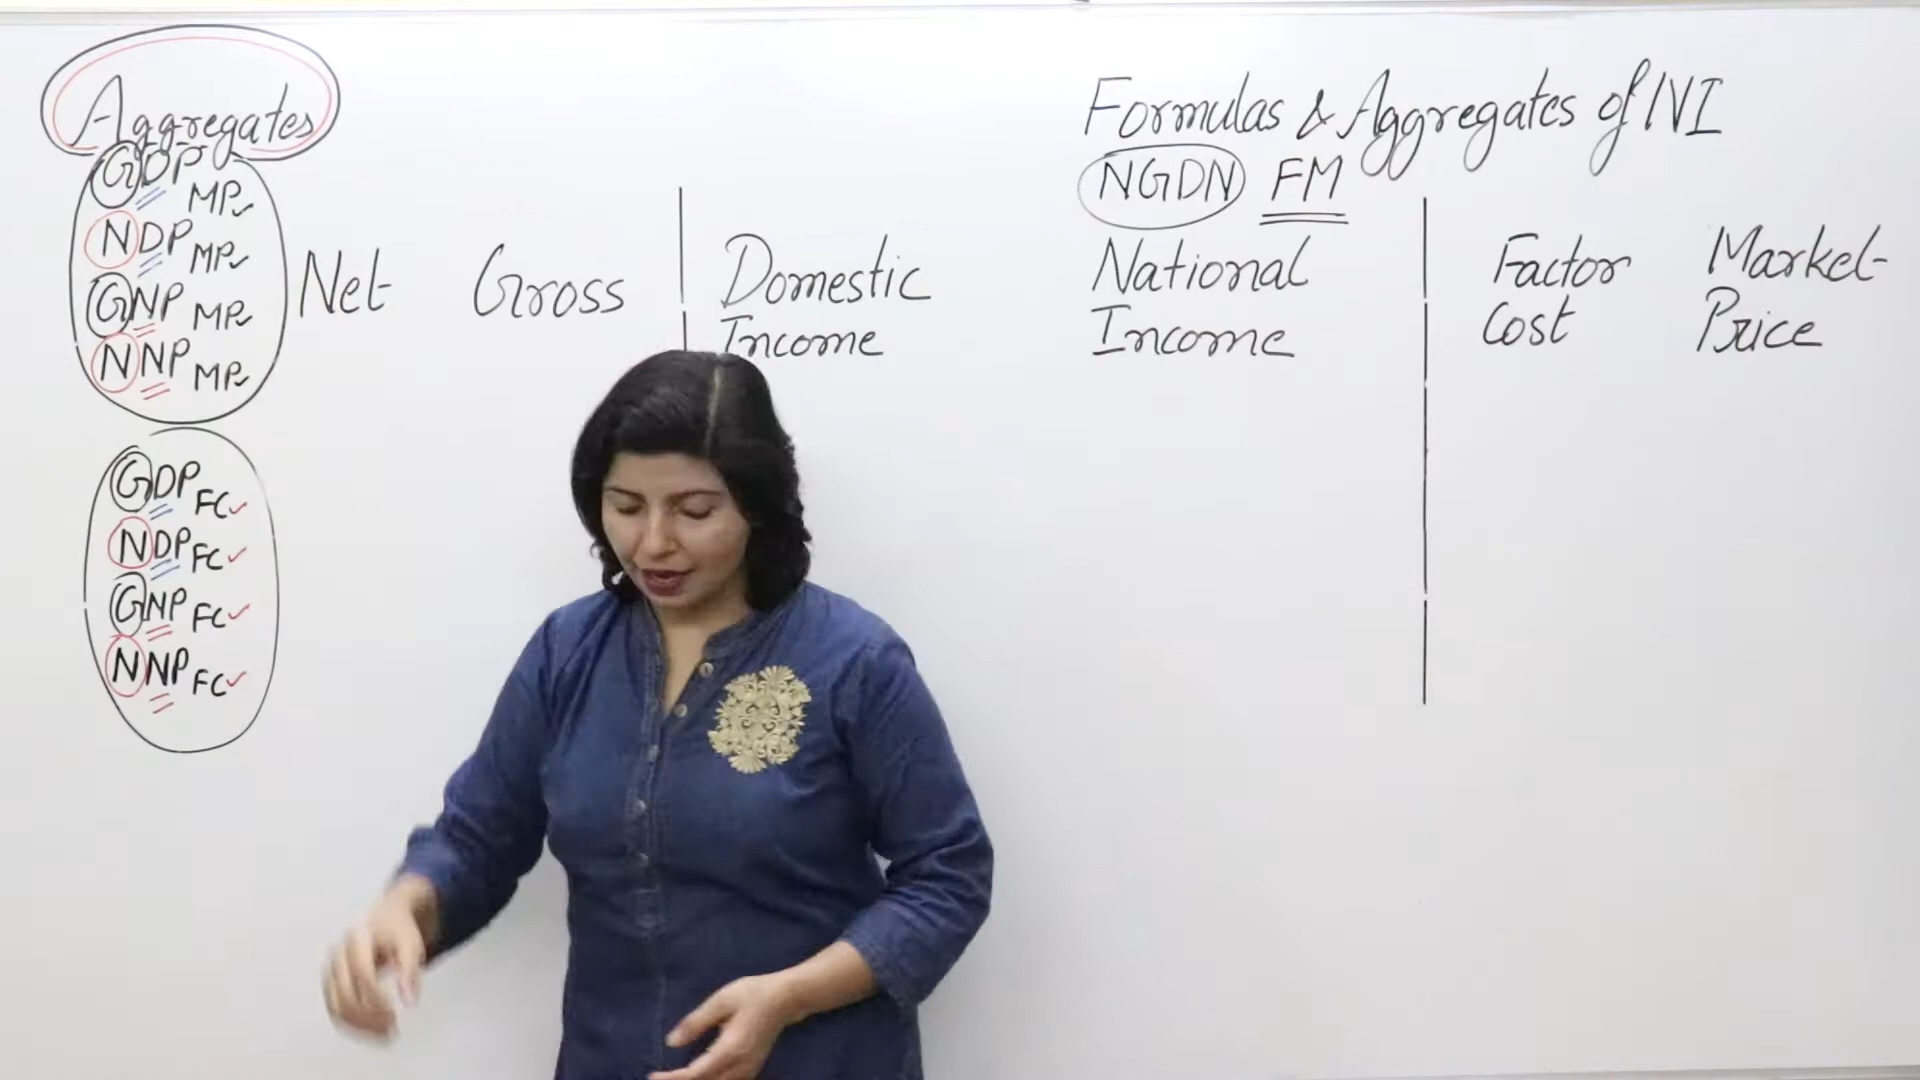 Aggregates
GDP MP
NDP MP
GNP MP
NNP MP
GDP FC
NDP FC
GNP FC
NNP FC
Net Gross
Domestic
Income
Formulas & Aggregates of NI
NGDN FM
National
Income
Factor
Cost
Market
Price